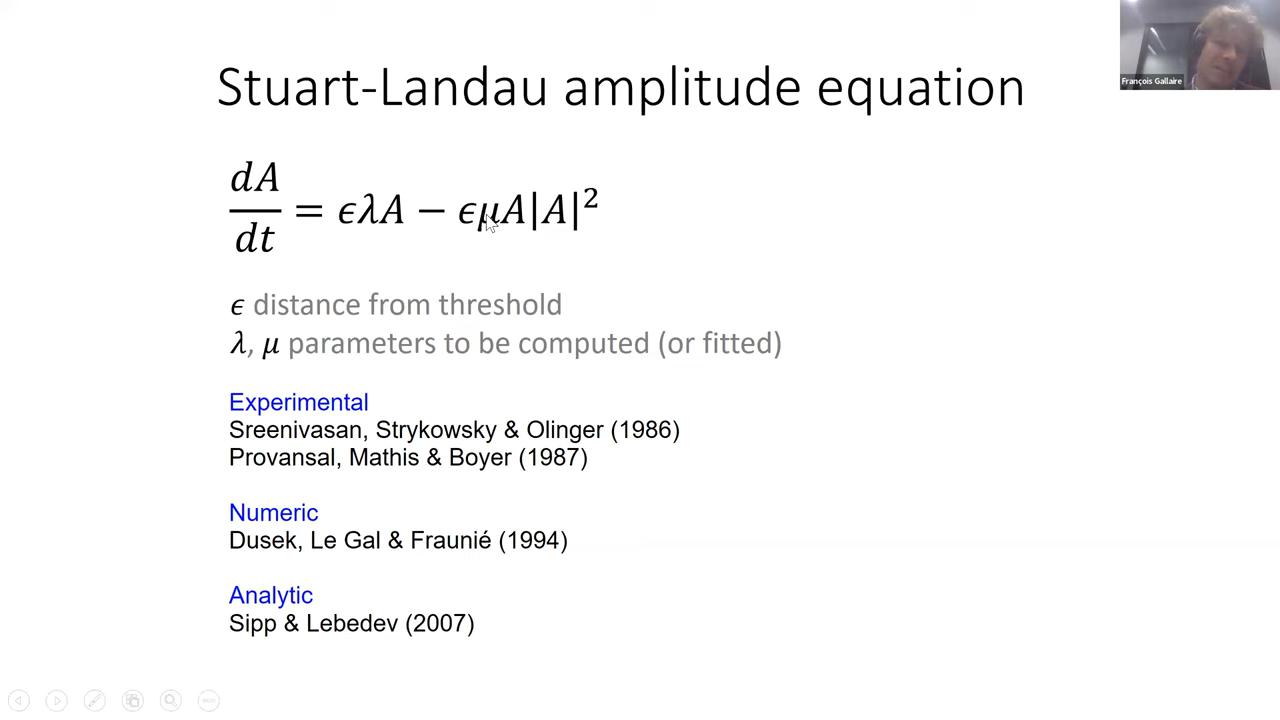 Stuart-Landau amplitude equation
François Gallaire
dA/dt = ϵλA − ϵμA|A|²
ϵ distance from threshold
λ, μ parameters to be computed (or fitted)
Experimental
Sreenivasan, Strykowsky & Olinger (1986)
Provansal, Mathis & Boyer (1987)
Numeric
Dusek, Le Gal & Fraunié (1994)
Analytic
Sipp & Lebedev (2007)